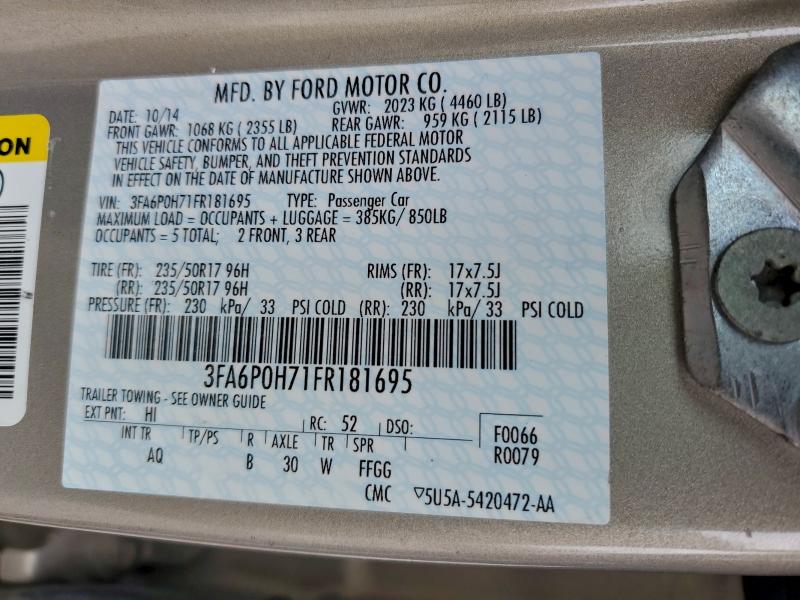 MFD. BY FORD MOTOR CO.
DATE: 10/14 GVWR: 2023 KG ( 4460 LB)
FRONT GAWR: 1068 KG ( 2355 LB) REAR GAWR: 959 KG ( 2115 LB)
THIS VEHICLE CONFORMS TO ALL APPLICABLE FEDERAL MOTOR
VEHICLE SAFETY, BUMPER, AND THEFT PREVENTION STANDARDS
IN EFFECT ON THE DATE OF MANUFACTURE SHOWN ABOVE.
VIN: 3FA6P0H71FR181695 TYPE: Passenger Car
MAXIMUM LOAD = OCCUPANTS + LUGGAGE = 385KG/ 850LB
OCCUPANTS = 5 TOTAL; 2 FRONT, 3 REAR
TIRE (FR): 235/50R17 96H RIMS (FR): 17x7.5J
(RR): 235/50R17 96H (RR): 17x7.5J
PRESSURE (FR): 230 kPa/ 33 PSI COLD (RR): 230 kPa/ 33 PSI COLD
3FA6P0H71FR181695
TRAILER TOWING - SEE OWNER GUIDE
EXT PNT: HI RC: 52 DSO: F0066
INT TR TP/PS R AXLE TR SPR R0079
AQ B 30 W FFGG
CMC ▽5U5A-5420472-AA
ON